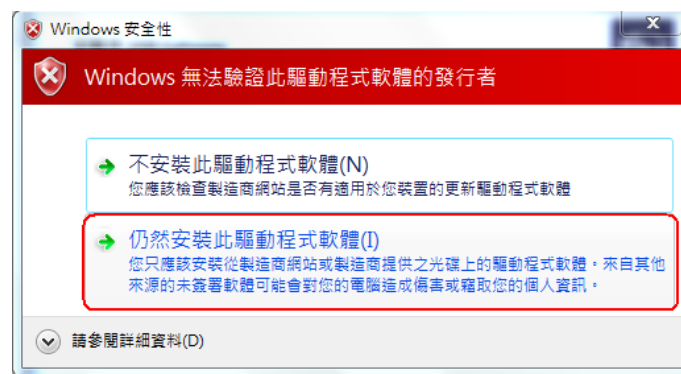 Windows 安全性
Windows 無法驗證此驅動程式軟體的發行者
不安裝此驅動程式軟體(N)
您應該檢查製造商網站是否有適用於您裝置的更新驅動程式軟體
仍然安裝此驅動程式軟體(I)
您只應該安裝從製造商網站或製造商提供之光碟上的驅動程式軟體。來自其他
來源的未簽署軟體可能會對您的電腦造成傷害或竊取您的個人資訊。
請參閱詳細資料(D)